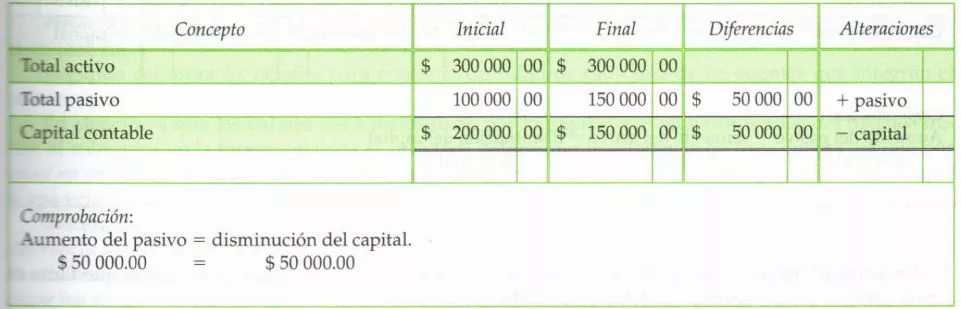 Concepto Inicial Final Diferencias Alteraciones
Total activo $ 300 000 00 $ 300 000 00
Total pasivo 100 000 00 150 000 00 $ 50 000 00 + pasivo
Capital contable $ 200 000 00 $ 150 000 00 $ 50 000 00 − capital
Comprobación:
Aumento del pasivo = disminución del capital.
$ 50 000.00 = $ 50 000.00